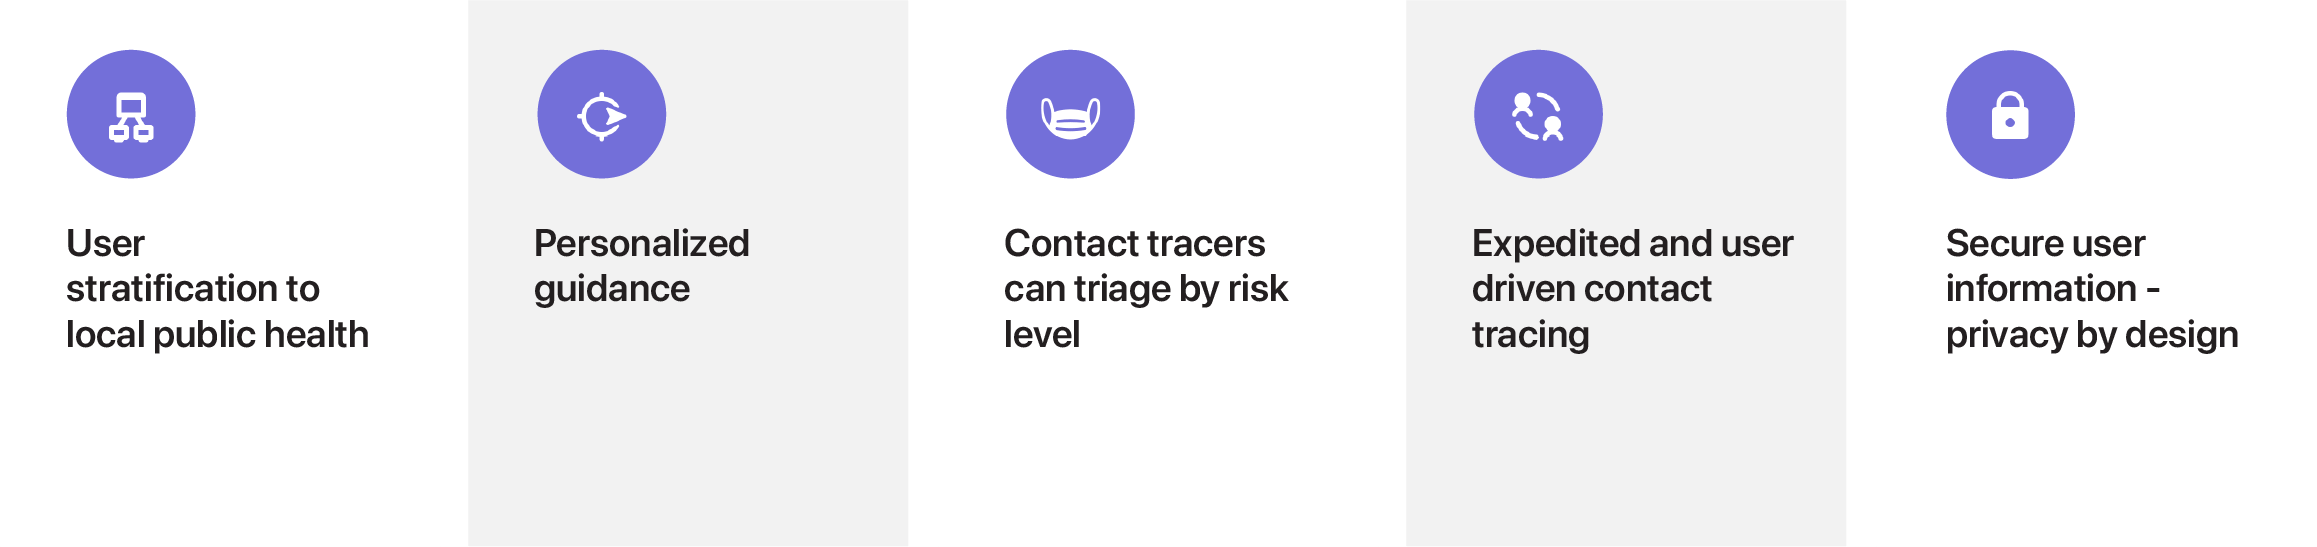 User
stratification to
local public health
Personalized
guidance
Contact tracers
can triage by risk
level
Expedited and user
driven contact
tracing
Secure user
information -
privacy by design